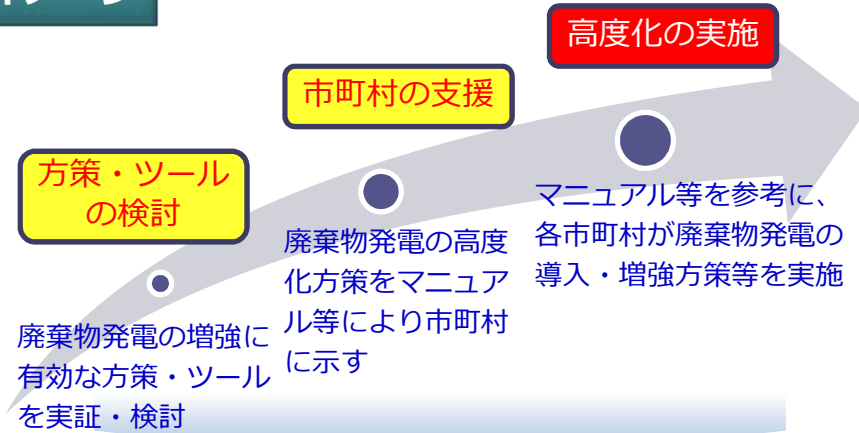 高度化の実施
市町村の支援
方策・ツール
の検討
マニュアル等を参考に、
各市町村が廃棄物発電の
導入・増強方策等を実施
廃棄物発電の高度
化方策をマニュア
ル等により市町村
に示す
廃棄物発電の増強に
有効な方策・ツール
を実証・検討